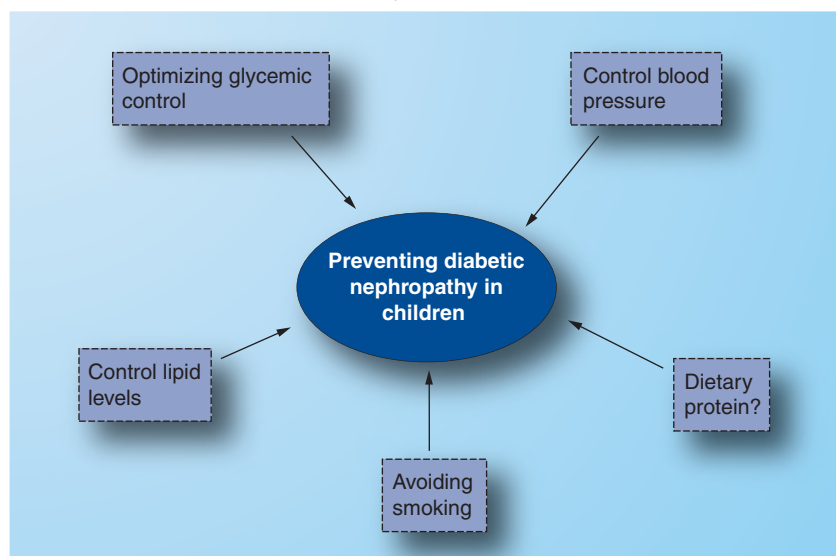 Optimizing glycemic
control
Control blood
pressure
Preventing diabetic
nephropathy in
children
Control lipid
levels
Dietary
protein?
Avoiding
smoking